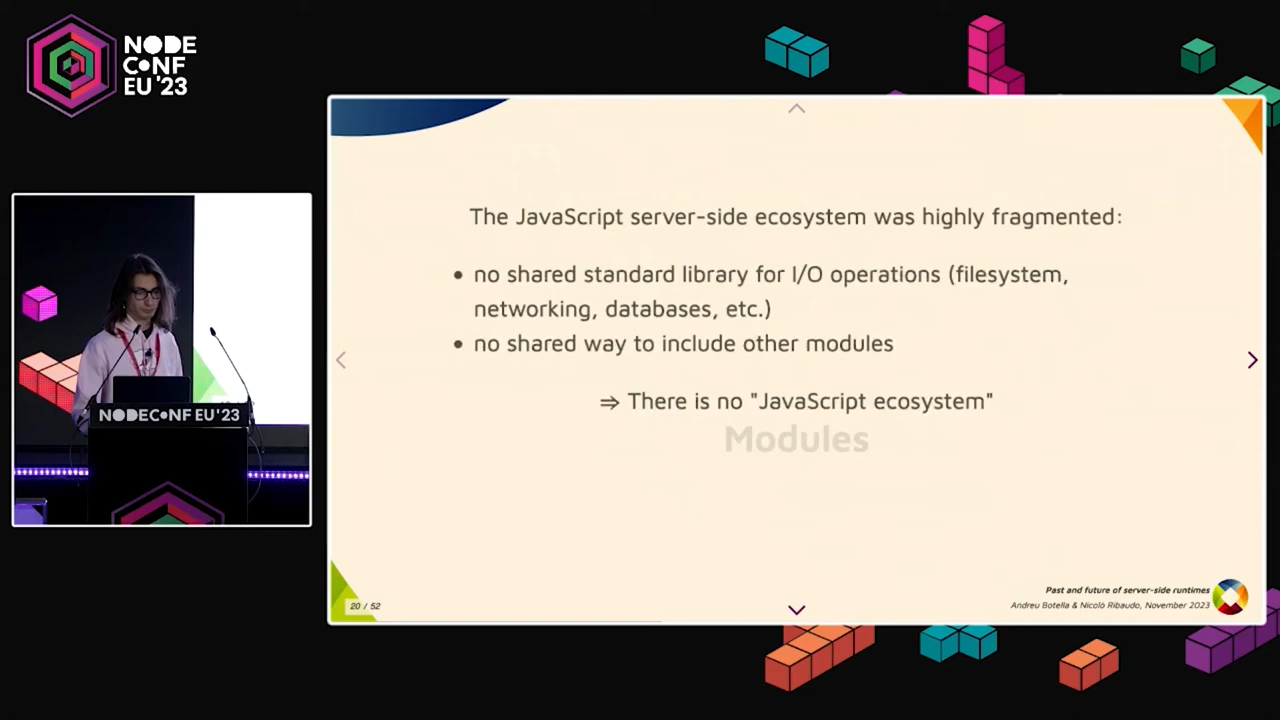 NODE
CONF
EU '23
The JavaScript server-side ecosystem was highly fragmented:
• no shared standard library for I/O operations (filesystem,
networking, databases, etc.)
• no shared way to include other modules
⇒ There is no "JavaScript ecosystem"
Modules
NODECONF EU'23
20 / 52
Past and future of server-side runtimes
Andreu Botella & Nicolò Ribaudo, November 2023